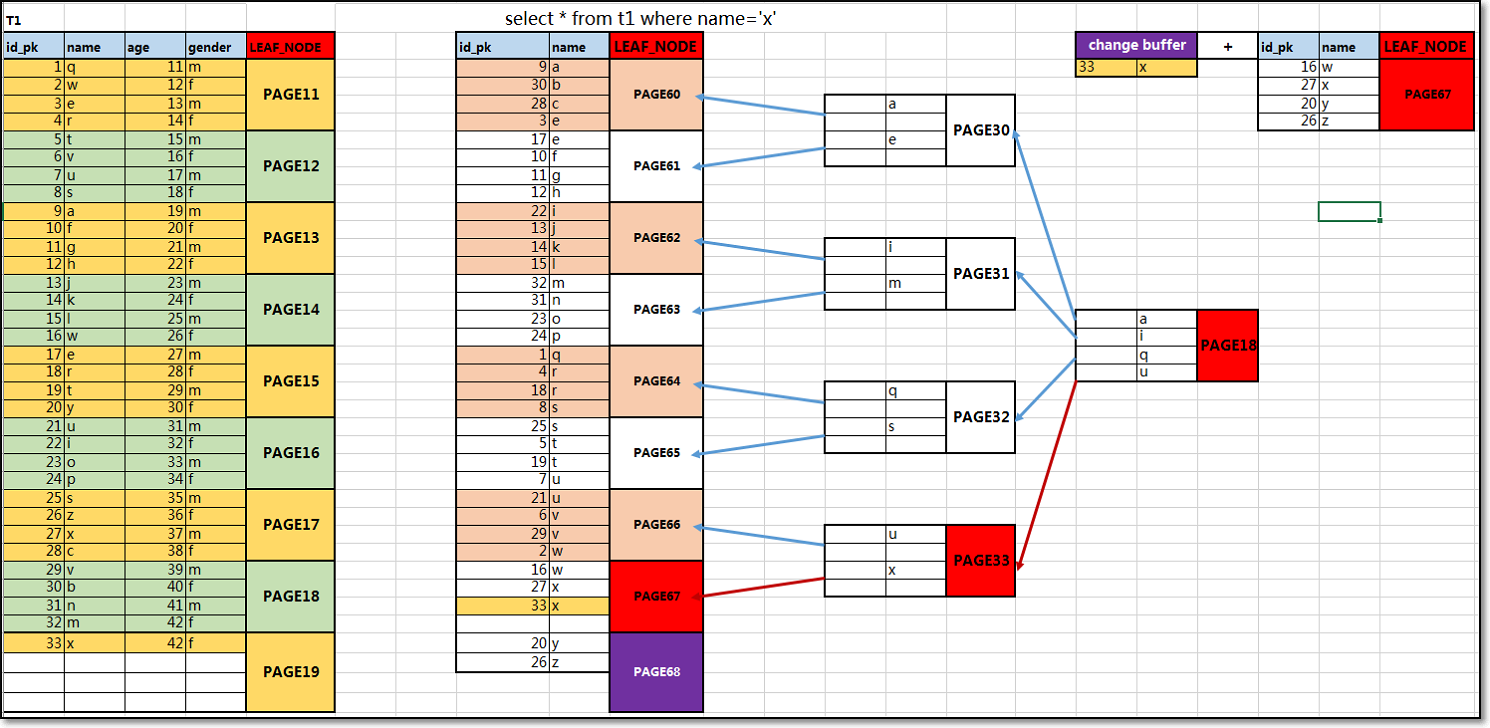 T1
select * from t1 where name='x'
id_pk name age gender LEAF_NODE
1 q 11 m
2 w 12 f
3 e 13 m
4 r 14 f
PAGE11
5 t 15 m
6 v 16 f
7 u 17 m
8 s 18 f
PAGE12
9 a 19 m
10 f 20 f
11 g 21 m
12 h 22 f
PAGE13
13 j 23 m
14 k 24 f
15 l 25 m
16 w 26 f
PAGE14
17 e 27 m
18 r 28 f
19 t 29 m
20 y 30 f
PAGE15
21 u 31 m
22 i 32 f
23 o 33 m
24 p 34 f
PAGE16
25 s 35 m
26 z 36 f
27 x 37 m
28 c 38 f
PAGE17
29 v 39 m
30 b 40 f
31 n 41 m
32 m 42 f
PAGE18
33 x 42 f
PAGE19
id_pk name LEAF_NODE
9 a
30 b
28 c
3 e
PAGE60
17 e
10 f
11 g
12 h
PAGE61
22 i
13 j
14 k
15 l
PAGE62
32 m
31 n
23 o
24 p
PAGE63
1 q
4 r
18 r
8 s
PAGE64
25 s
5 t
19 t
7 u
PAGE65
21 u
6 v
29 v
2 w
PAGE66
16 w
27 x
33 x
PAGE67
20 y
26 z
PAGE68
a
e
PAGE30
i
m
PAGE31
q
s
PAGE32
u
x
PAGE33
a
i
q
u
PAGE18
change buffer +
33 x
id_pk name LEAF_NODE
16 w
27 x
20 y
26 z
PAGE67